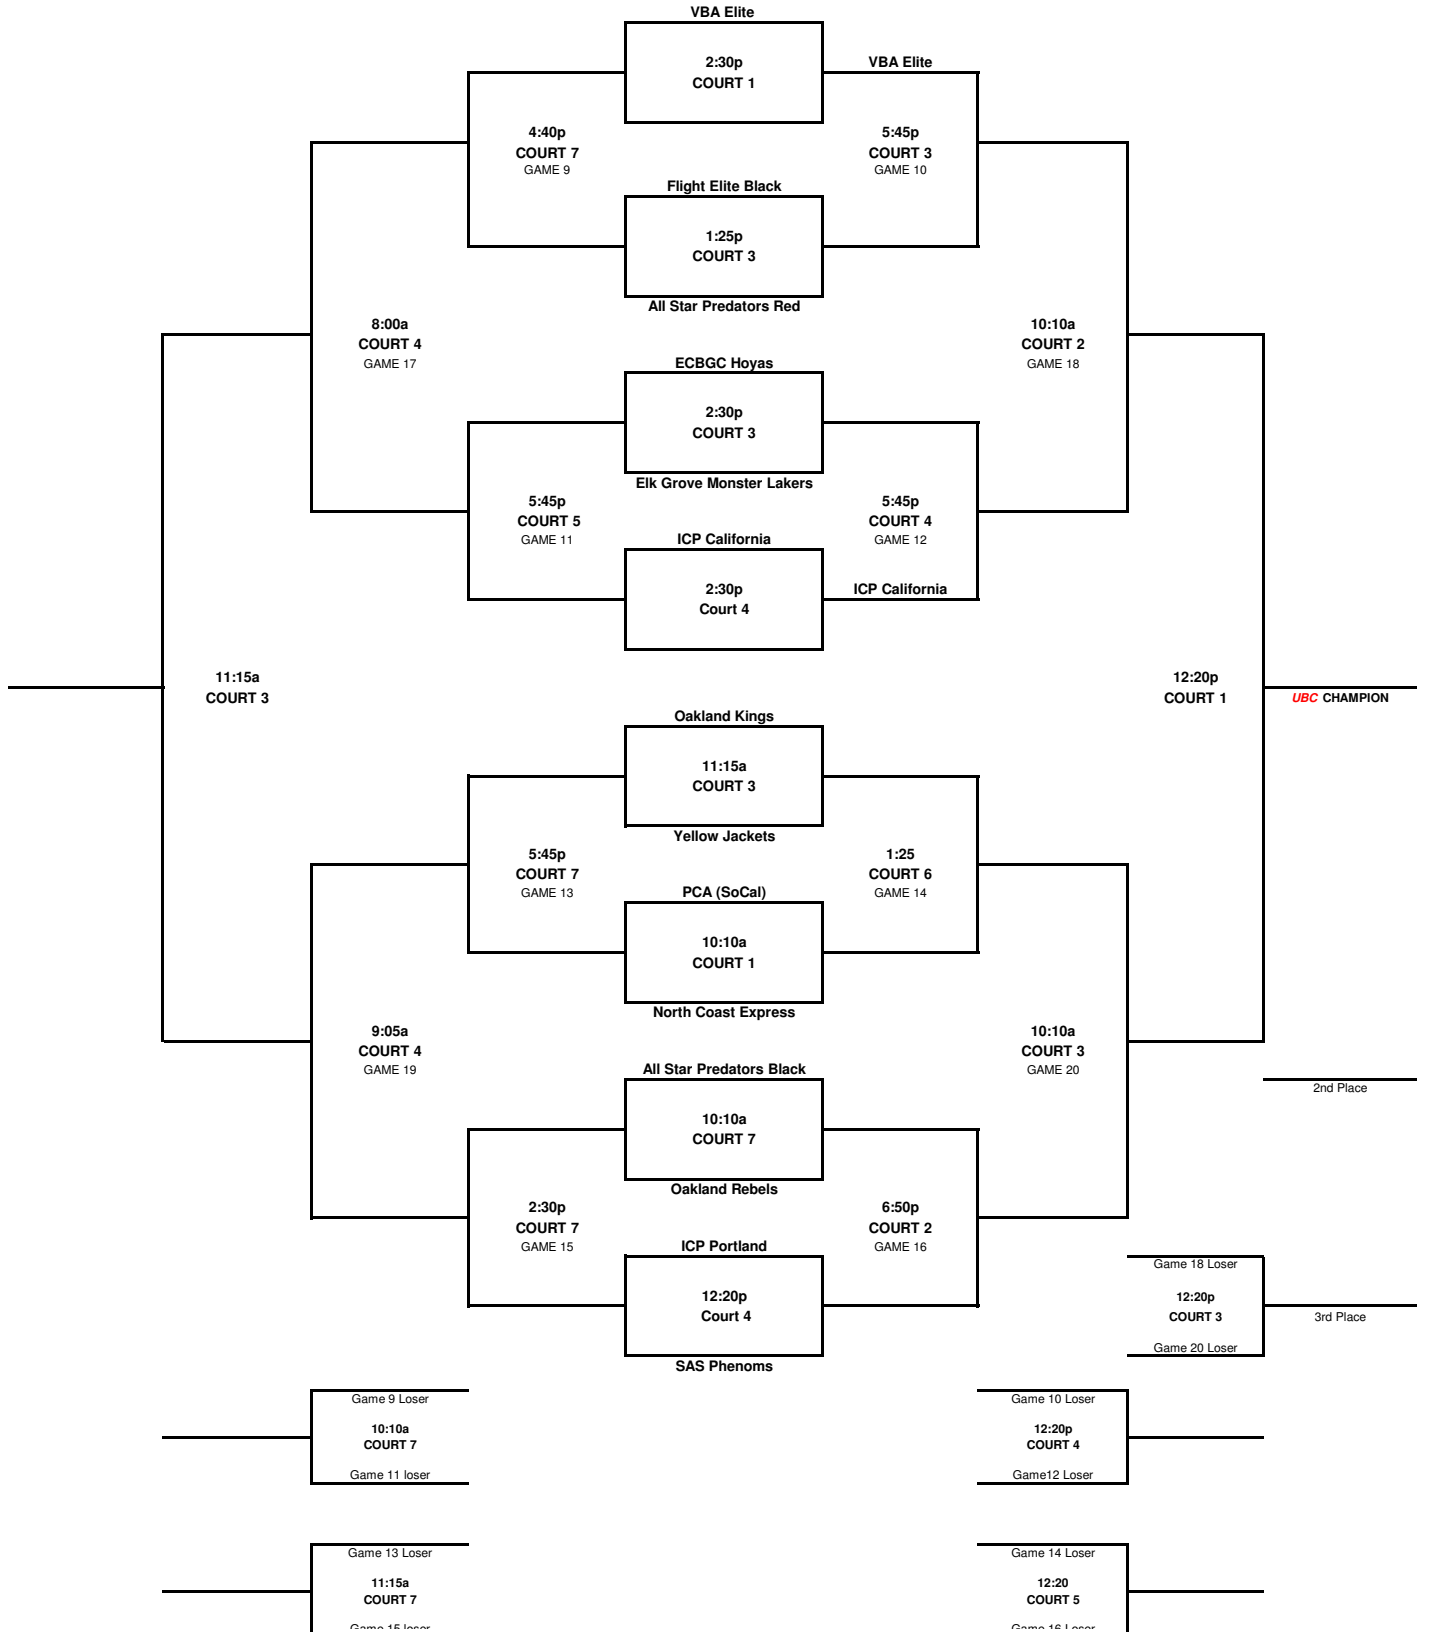 VBA Elite
2:30p
COURT 1
VBA Elite
4:40p
COURT 7
GAME 9
5:45p
COURT 3
GAME 10
Flight Elite Black
1:25p
COURT 3
All Star Predators Red
8:00a
COURT 4
GAME 17
10:10a
COURT 2
GAME 18
ECBGC Hoyas
2:30p
COURT 3
Elk Grove Monster Lakers
5:45p
COURT 5
GAME 11
5:45p
COURT 4
GAME 12
ICP California
2:30p
Court 4
ICP California
11:15a
COURT 3
12:20p
COURT 1
UBC CHAMPION
Oakland Kings
11:15a
COURT 3
Yellow Jackets
5:45p
COURT 7
GAME 13
1:25
COURT 6
GAME 14
PCA (SoCal)
10:10a
COURT 1
North Coast Express
9:05a
COURT 4
GAME 19
10:10a
COURT 3
GAME 20
All Star Predators Black
10:10a
COURT 7
Oakland Rebels
2nd Place
2:30p
COURT 7
GAME 15
6:50p
COURT 2
GAME 16
ICP Portland
12:20p
Court 4
SAS Phenoms
Game 18 Loser
12:20p
COURT 3
Game 20 Loser
3rd Place
Game 9 Loser
10:10a
COURT 7
Game 11 loser
Game 10 Loser
12:20p
COURT 4
Game12 Loser
Game 13 Loser
11:15a
COURT 7
Game 15 loser
Game 14 Loser
12:20
COURT 5
Game 16 Loser